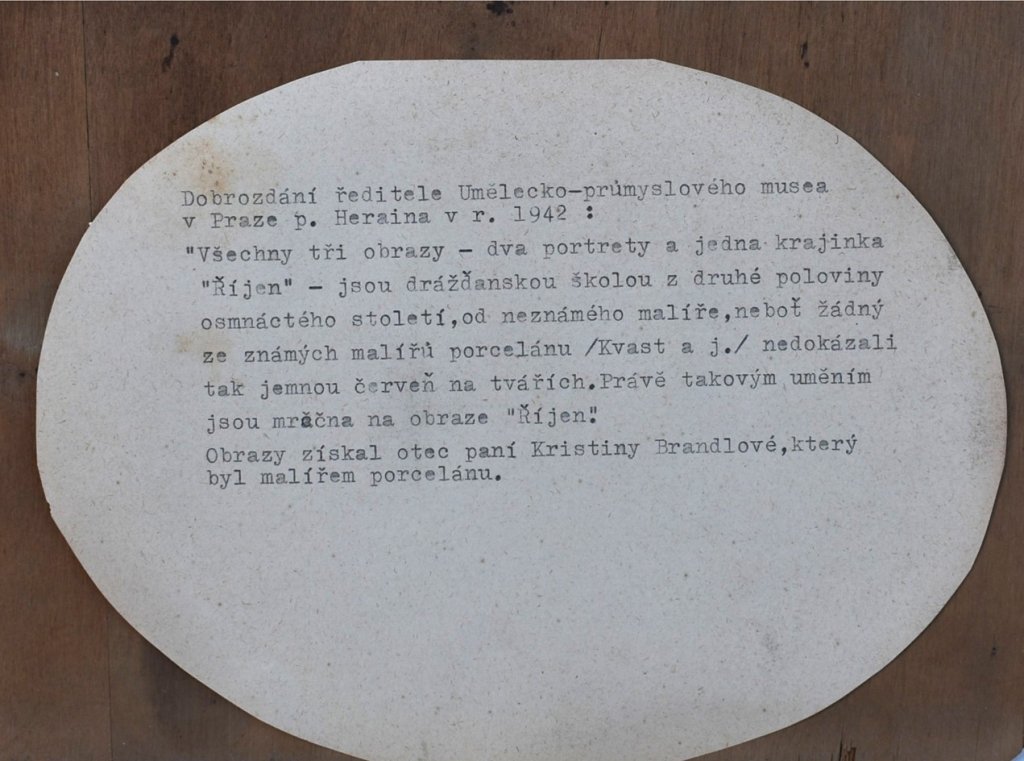 Dobrozdání ředitele Umělecko-průmyslového musea
v Praze p. Heraina v r. 1942 :
"Všechny tři obrazy - dva portrety a jedna krajinka
"Říjen" - jsou drážďanskou školou z druhé poloviny
osmnáctého století,od neznámého malíře,neboť žádný
ze známých malířů porcelánu /Kvast a j./ nedokázali
tak jemnou červeň na tvářích.Právě takovým uměním
jsou mráčna na obraze "Říjen".
Obrazy získal otec paní Kristiny Brandlové,který
byl malířem porcelánu.